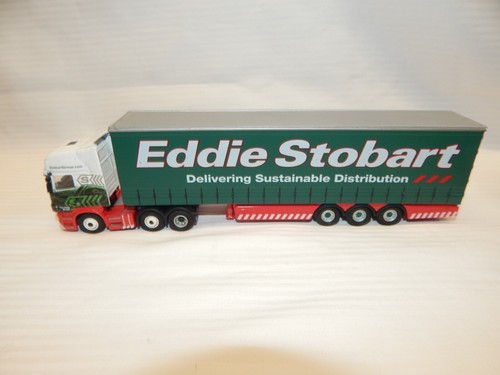 Eddie Stobart
Delivering Sustainable Distribution